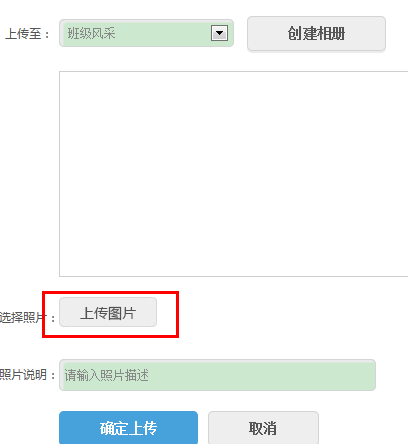 上传至： 班级风采 创建相册
选择照片： 上传图片
照片说明： 请输入照片描述
确定上传 取消